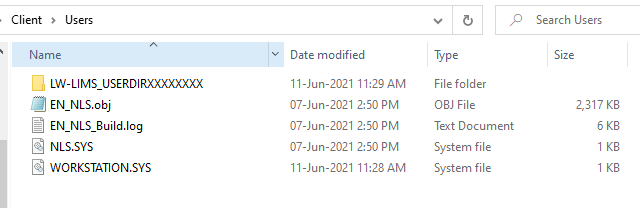 Client > Users
Search Users
Name Date modified Type Size
LW-LIMS_USERDIRXXXXXXXX 11-Jun-2021 11:29 AM File folder
EN_NLS.obj 07-Jun-2021 2:50 PM OBJ File 2,317 KB
EN_NLS_Build.log 07-Jun-2021 2:50 PM Text Document 6 KB
NLS.SYS 07-Jun-2021 2:50 PM System file 1 KB
WORKSTATION.SYS 11-Jun-2021 11:28 AM System file 1 KB